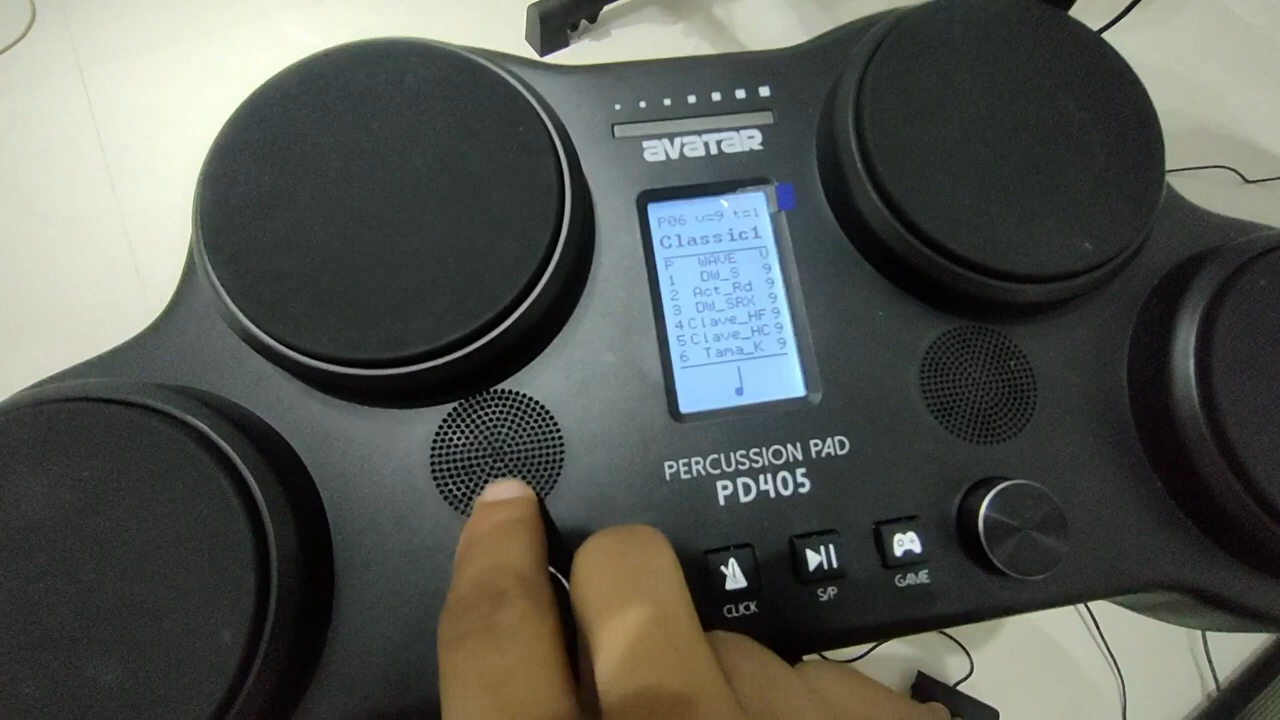 AVATAR
P06 v=9 t=1
Classic1
P WAVE V
1 DW_S 9
2 Act_Rd 9
3 DW_SRX 9
4 Clave_HF 9
5 Clave_HC 9
6 Tama_K 9
PERCUSSION PAD
PD405
CLICK
S/P
GAME